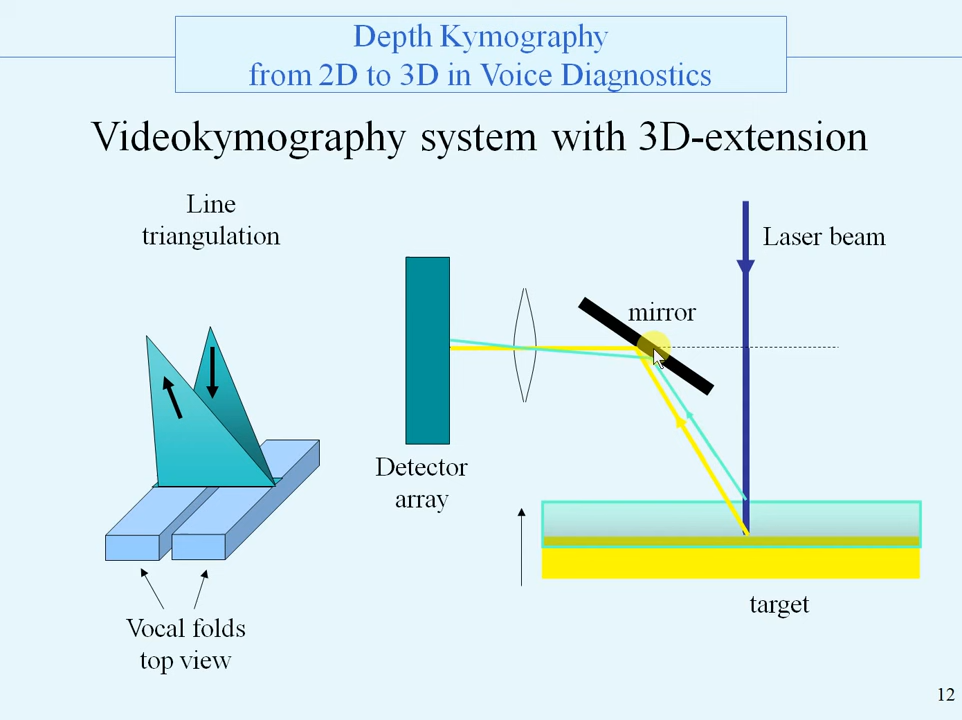 Depth Kymography
from 2D to 3D in Voice Diagnostics
Videokymography system with 3D-extension
Line
triangulation
Laser beam
mirror
Detector
array
target
Vocal folds
top view
12